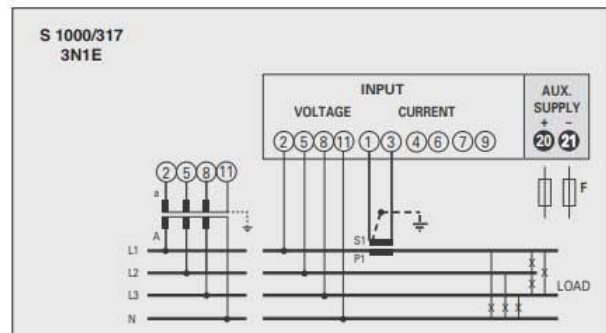 S 1000/317
3N1E
INPUT
VOLTAGE CURRENT
AUX.
SUPPLY
+ −
2 5 8 11 1 3 4 6 7 9
20 21
2 5 8 11
a
F
A
S1
P1
L1
L2
L3
N
LOAD